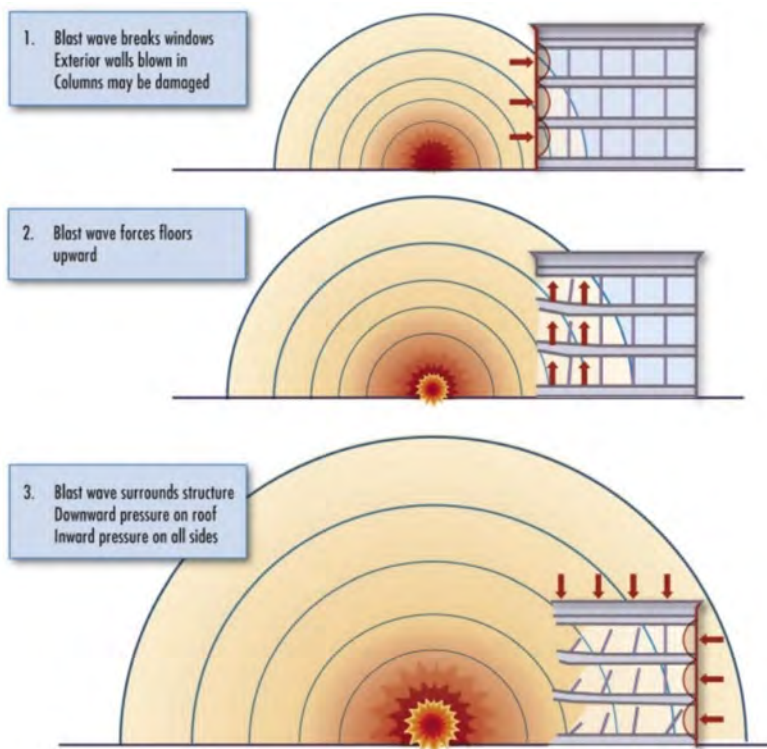 1. Blast wave breaks windows
Exterior walls blown in
Columns may be damaged
2. Blast wave forces floors
upward
3. Blast wave surrounds structure
Downward pressure on roof
Inward pressure on all sides